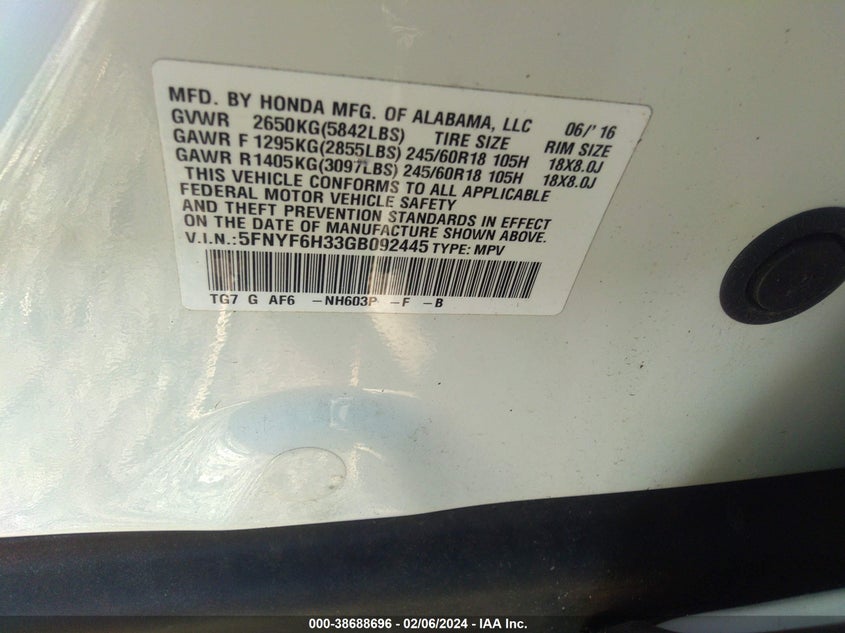 MFD. BY HONDA MFG. OF ALABAMA, LLC 06/'16
GVWR 2650KG(5842LBS) TIRE SIZE RIM SIZE
GAWR F 1295KG(2855LBS) 245/60R18 105H 18X8.0J
GAWR R 1405KG(3097LBS) 245/60R18 105H 18X8.0J
THIS VEHICLE CONFORMS TO ALL APPLICABLE
FEDERAL MOTOR VEHICLE SAFETY
AND THEFT PREVENTION STANDARDS IN EFFECT
ON THE DATE OF MANUFACTURE SHOWN ABOVE.
V.I.N.:5FNYF6H33GB092445 TYPE: MPV
TG7 G AF6 -NH603P -F -B
000-38688696 - 02/06/2024 - IAA Inc.